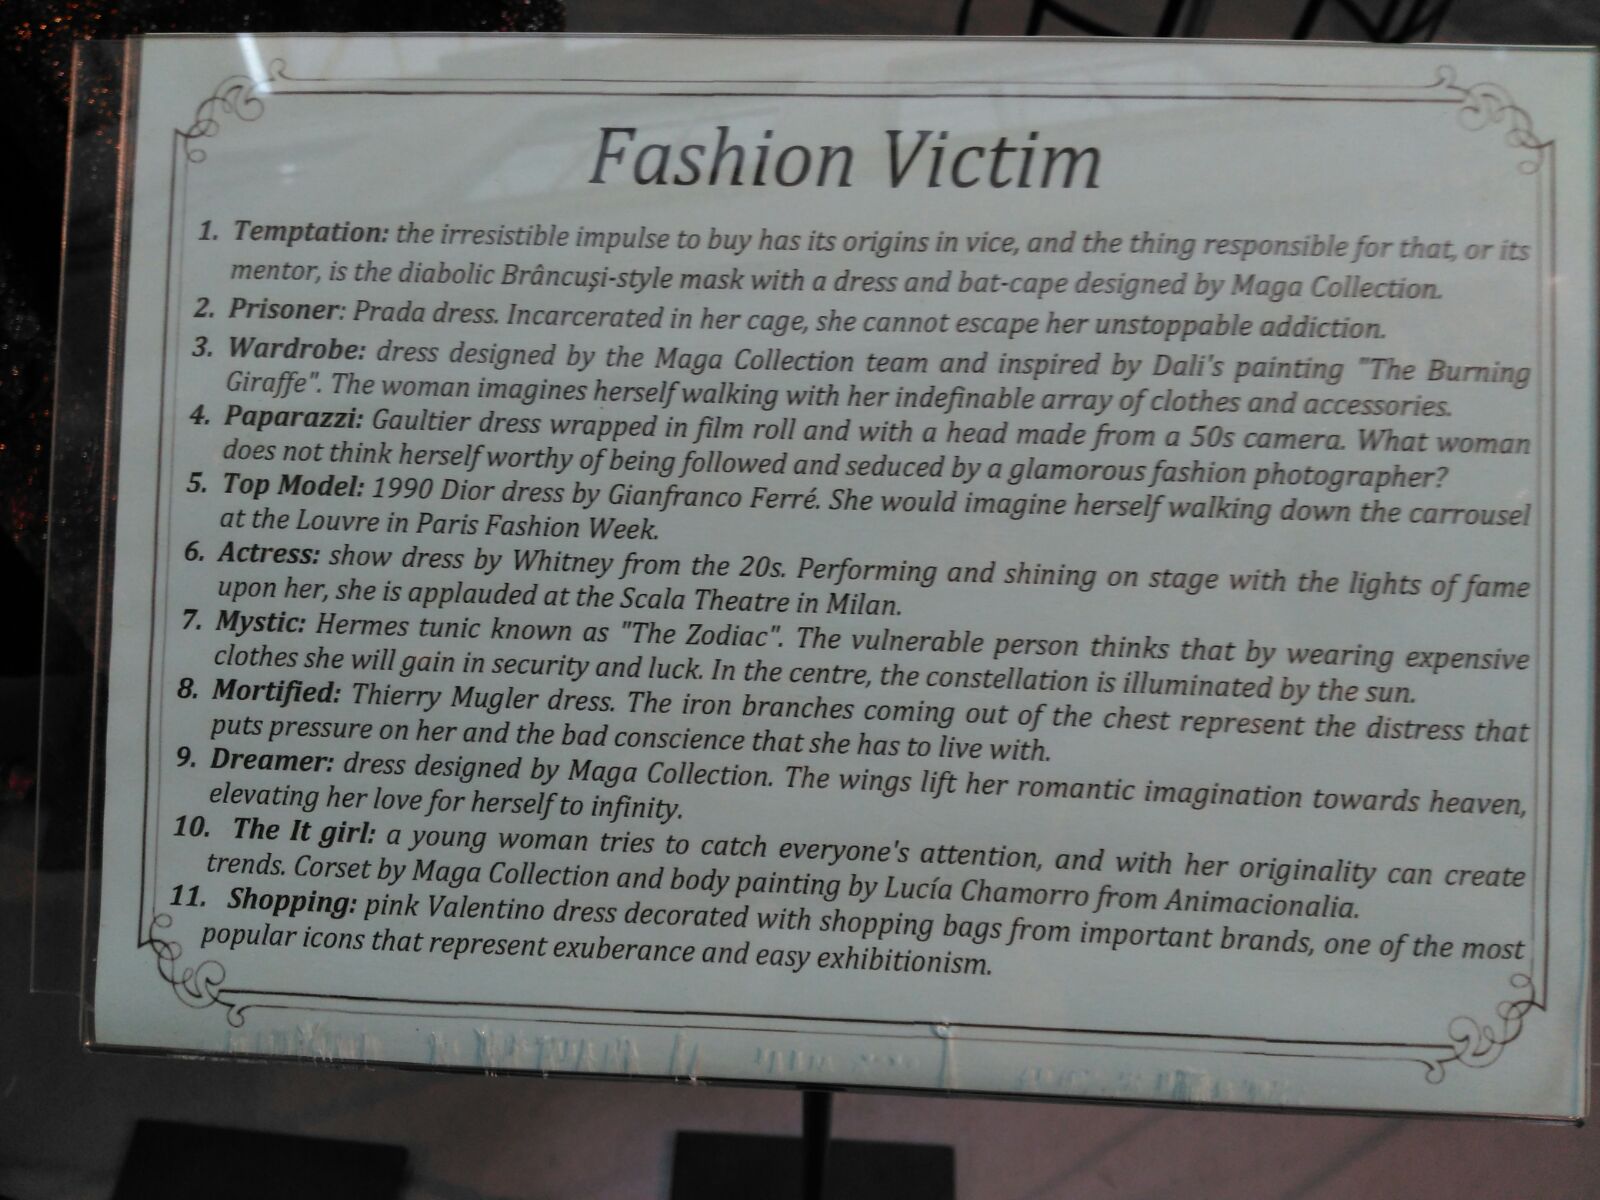 Fashion Victim
1. Temptation: the irresistible impulse to buy has its origins in vice, and the thing responsible for that, or its
mentor, is the diabolic Brâncuşi-style mask with a dress and bat-cape designed by Maga Collection.
2. Prisoner: Prada dress. Incarcerated in her cage, she cannot escape her unstoppable addiction.
3. Wardrobe: dress designed by the Maga Collection team and inspired by Dali's painting "The Burning
Giraffe". The woman imagines herself walking with her indefinable array of clothes and accessories.
4. Paparazzi: Gaultier dress wrapped in film roll and with a head made from a 50s camera. What woman
does not think herself worthy of being followed and seduced by a glamorous fashion photographer?
5. Top Model: 1990 Dior dress by Gianfranco Ferré. She would imagine herself walking down the carrousel
at the Louvre in Paris Fashion Week.
6. Actress: show dress by Whitney from the 20s. Performing and shining on stage with the lights of fame
upon her, she is applauded at the Scala Theatre in Milan.
7. Mystic: Hermes tunic known as "The Zodiac". The vulnerable person thinks that by wearing expensive
clothes she will gain in security and luck. In the centre, the constellation is illuminated by the sun.
8. Mortified: Thierry Mugler dress. The iron branches coming out of the chest represent the distress that
puts pressure on her and the bad conscience that she has to live with.
9. Dreamer: dress designed by Maga Collection. The wings lift her romantic imagination towards heaven,
elevating her love for herself to infinity.
10. The It girl: a young woman tries to catch everyone's attention, and with her originality can create
trends. Corset by Maga Collection and body painting by Lucía Chamorro from Animacionalia.
11. Shopping: pink Valentino dress decorated with shopping bags from important brands, one of the most
popular icons that represent exuberance and easy exhibitionism.